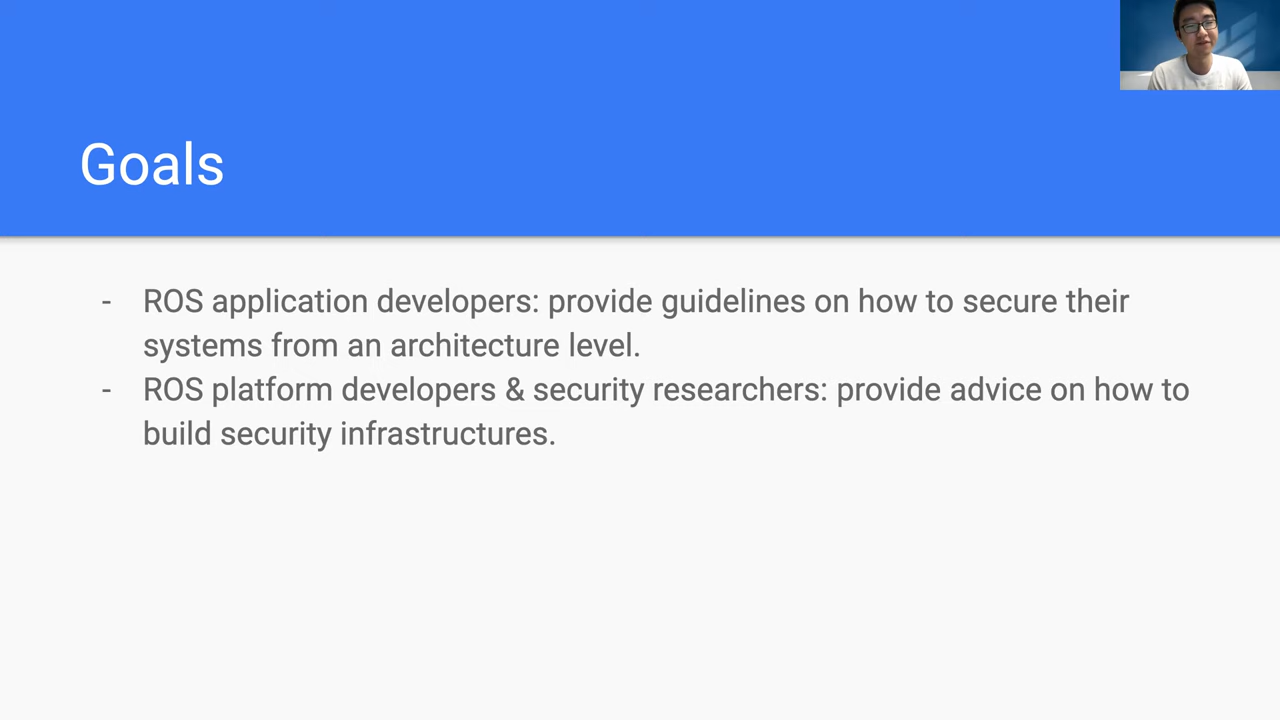 Goals
- ROS application developers: provide guidelines on how to secure their
systems from an architecture level.
- ROS platform developers & security researchers: provide advice on how to
build security infrastructures.